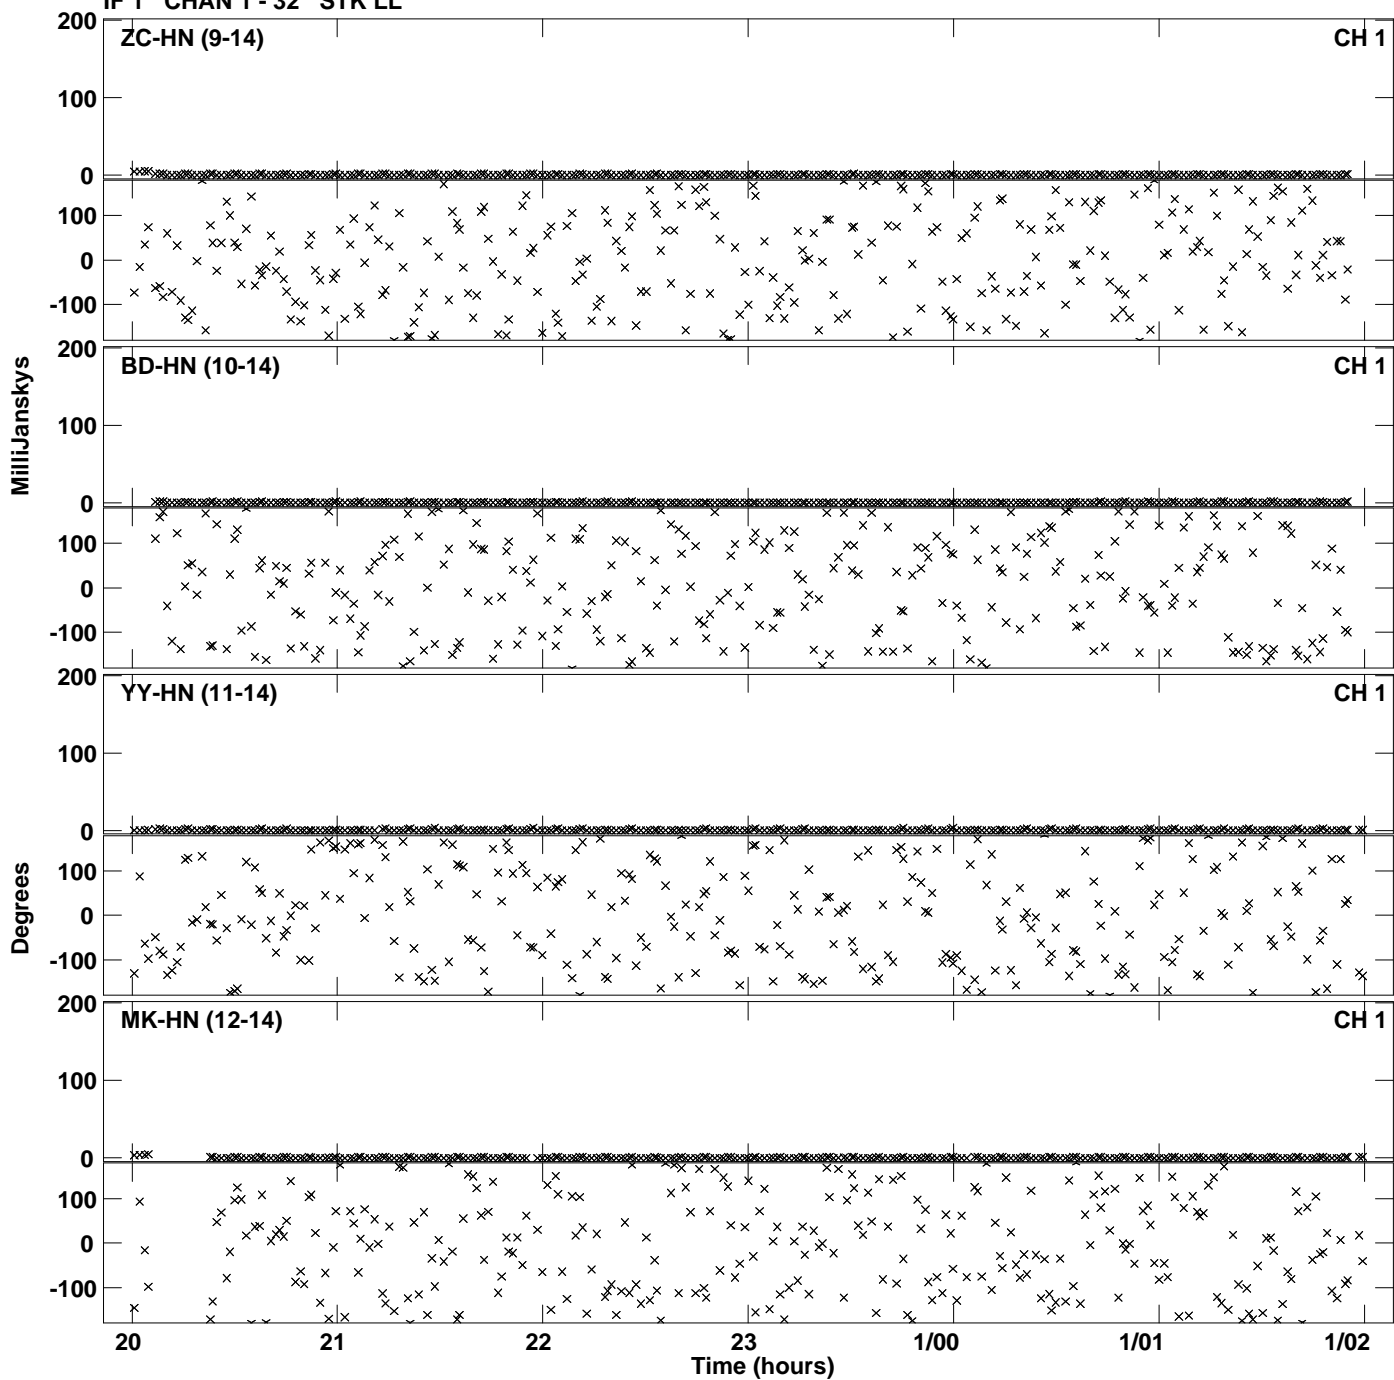 IF 1 CHAN 1 - 32 STK LL
200
ZC-HN (9-14) CH 1
100
0
100
0
-100
200
BD-HN (10-14) CH 1
100
0
100
0
-100
200
YY-HN (11-14) CH 1
100
0
100
0
-100
200
MK-HN (12-14) CH 1
100
0
100
0
-100
20 21 22 23 1/00 1/01 1/02
Time (hours)
MilliJanskys
Degrees